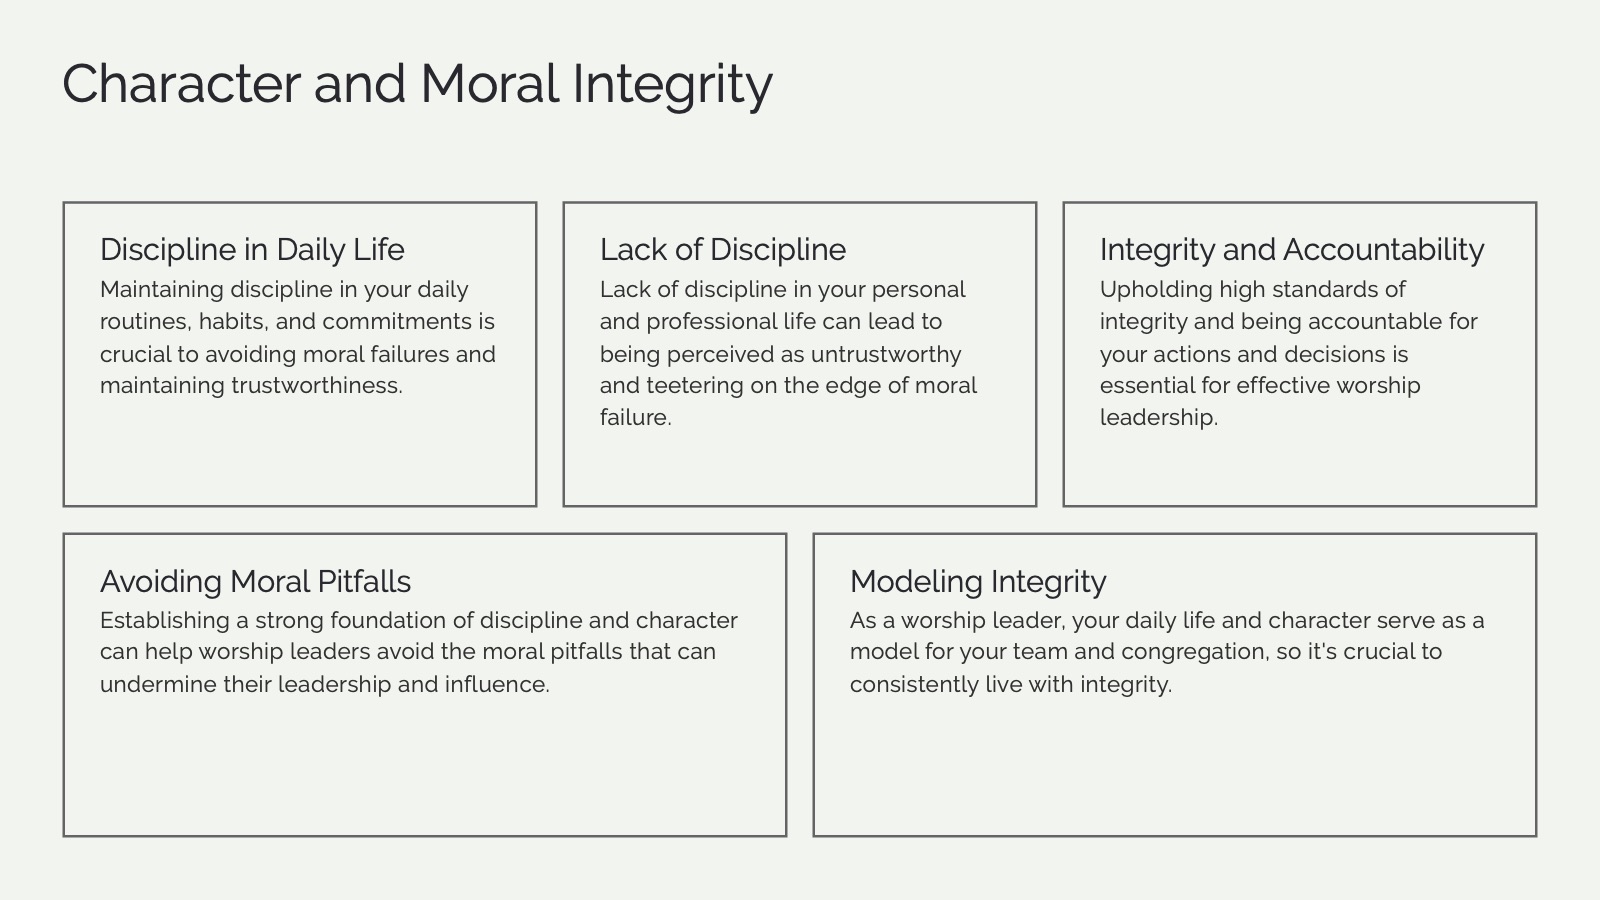 Character and Moral Integrity
Discipline in Daily Life
Maintaining discipline in your daily
routines, habits, and commitments is
crucial to avoiding moral failures and
maintaining trustworthiness.
Lack of Discipline
Lack of discipline in your personal
and professional life can lead to
being perceived as untrustworthy
and teetering on the edge of moral
failure.
Integrity and Accountability
Upholding high standards of
integrity and being accountable for
your actions and decisions is
essential for effective worship
leadership.
Avoiding Moral Pitfalls
Establishing a strong foundation of discipline and character
can help worship leaders avoid the moral pitfalls that can
undermine their leadership and influence.
Modeling Integrity
As a worship leader, your daily life and character serve as a
model for your team and congregation, so it's crucial to
consistently live with integrity.